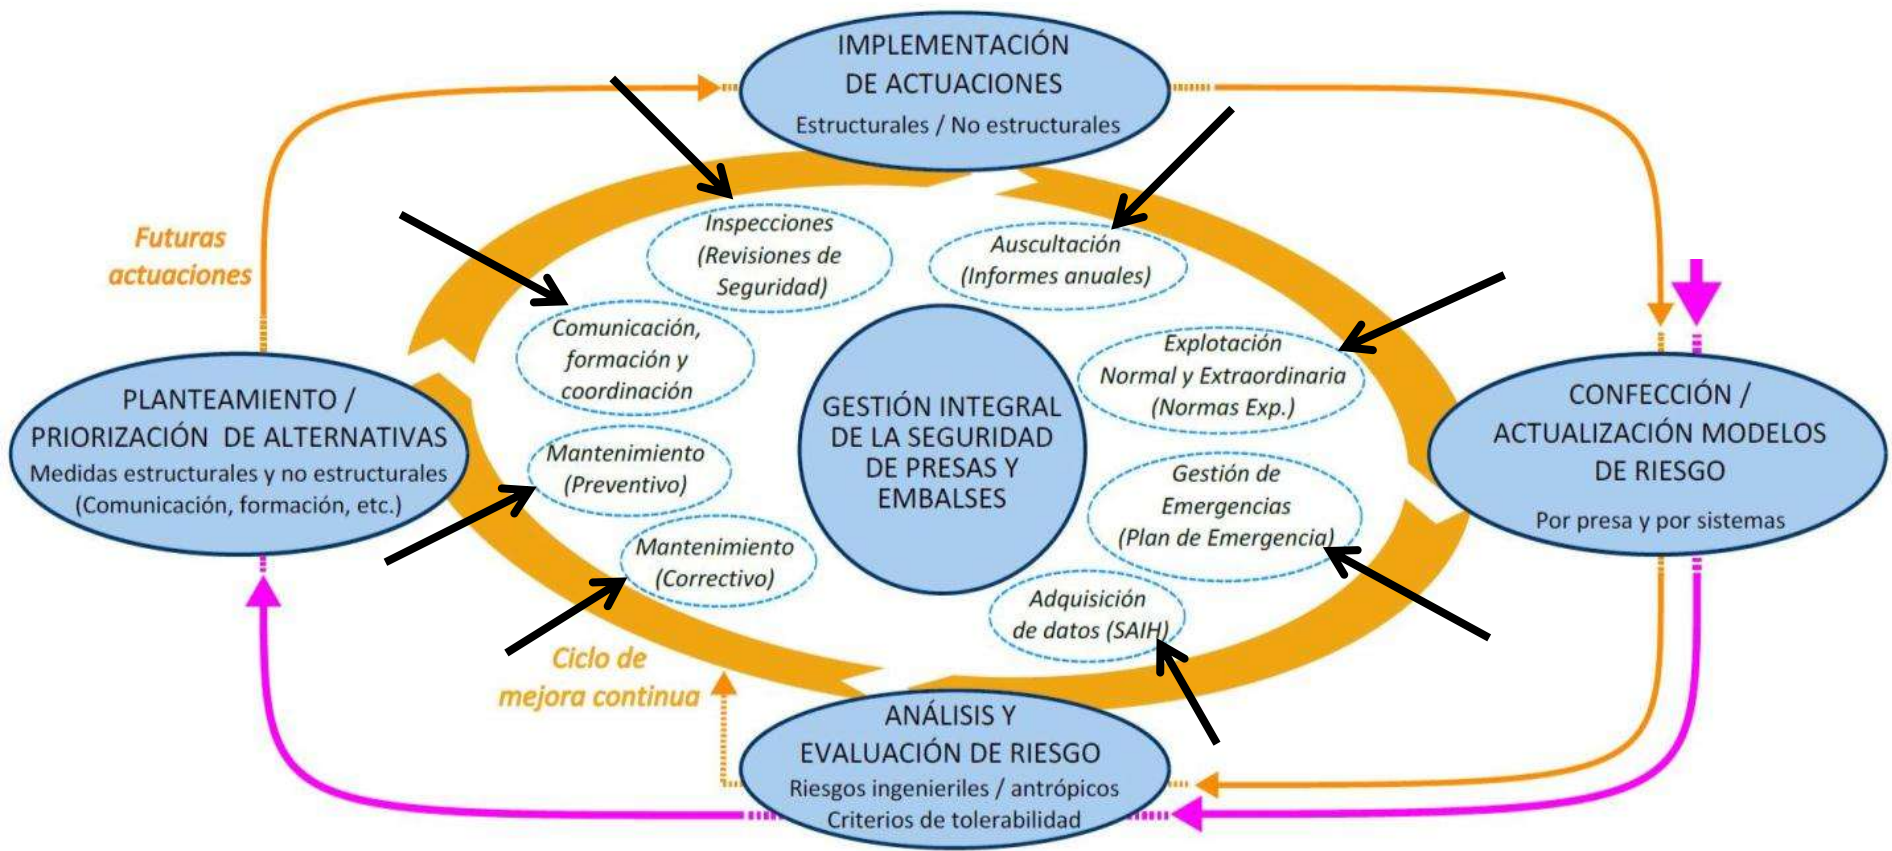 IMPLEMENTACIÓN
DE ACTUACIONES
Estructurales / No estructurales
Futuras
actuaciones
Inspecciones
(Revisiones de
Seguridad)
Auscultación
(Informes anuales)
Comunicación,
formación y
coordinación
Explotación
Normal y Extraordinaria
(Normas Exp.)
PLANTEAMIENTO /
PRIORIZACIÓN DE ALTERNATIVAS
Medidas estructurales y no estructurales
(Comunicación, formación, etc.)
GESTIÓN INTEGRAL
DE LA SEGURIDAD
DE PRESAS Y
EMBALSES
CONFECCIÓN /
ACTUALIZACIÓN MODELOS
DE RIESGO
Por presa y por sistemas
Mantenimiento
(Preventivo)
Gestión de
Emergencias
(Plan de Emergencia)
Mantenimiento
(Correctivo)
Adquisición
de datos (SAIH)
Ciclo de
mejora continua
ANÁLISIS Y
EVALUACIÓN DE RIESGO
Riesgos ingenieriles / antrópicos
Criterios de tolerabilidad